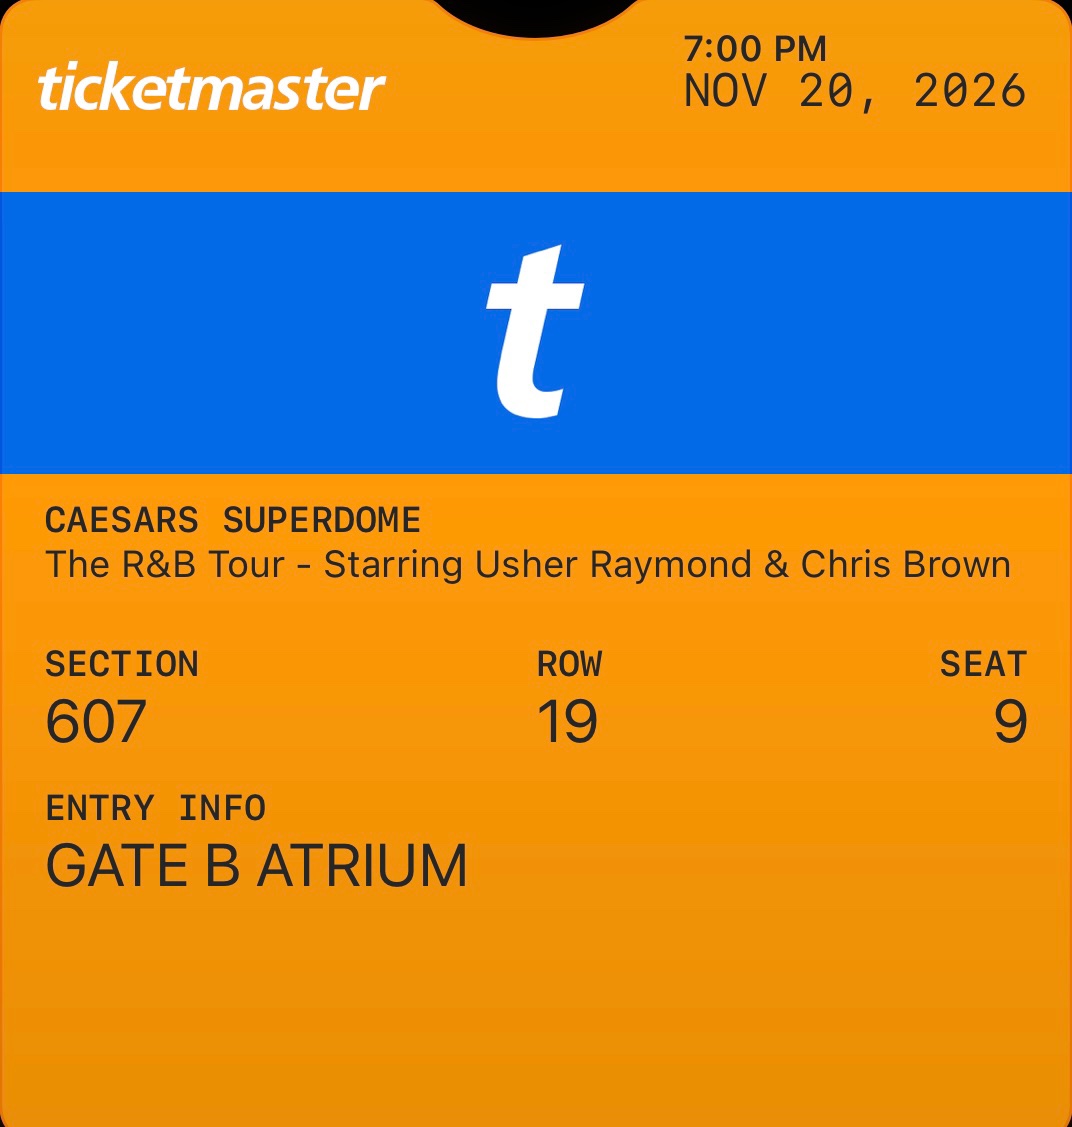 ticketmaster
7:00 PM
NOV 20, 2026
t
CAESARS SUPERDOME
The R&B Tour - Starring Usher Raymond & Chris Brown
SECTION ROW SEAT
607 19 9
ENTRY INFO
GATE B ATRIUM